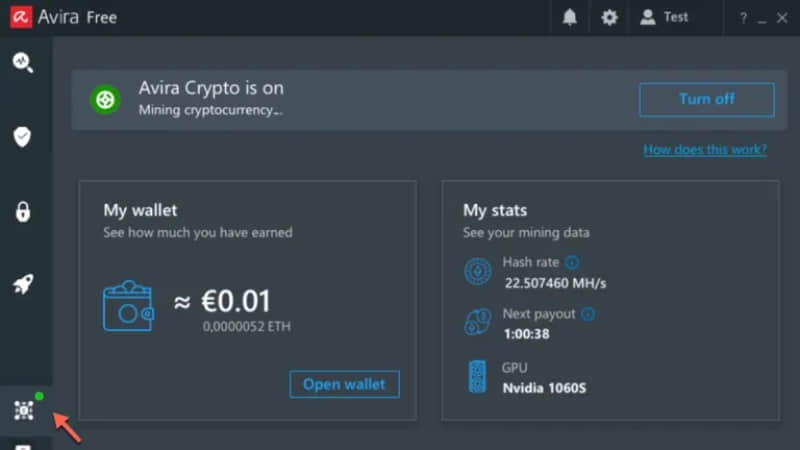 Avira Free
Test
?
Avira Crypto is on
Mining cryptocurrency...
Turn off
How does this work?
My wallet
See how much you have earned
≈ €0.01
0,0000052 ETH
Open wallet
My stats
See your mining data
Hash rate
22.507460 MH/s
Next payout
1:00:38
GPU
Nvidia 1060S